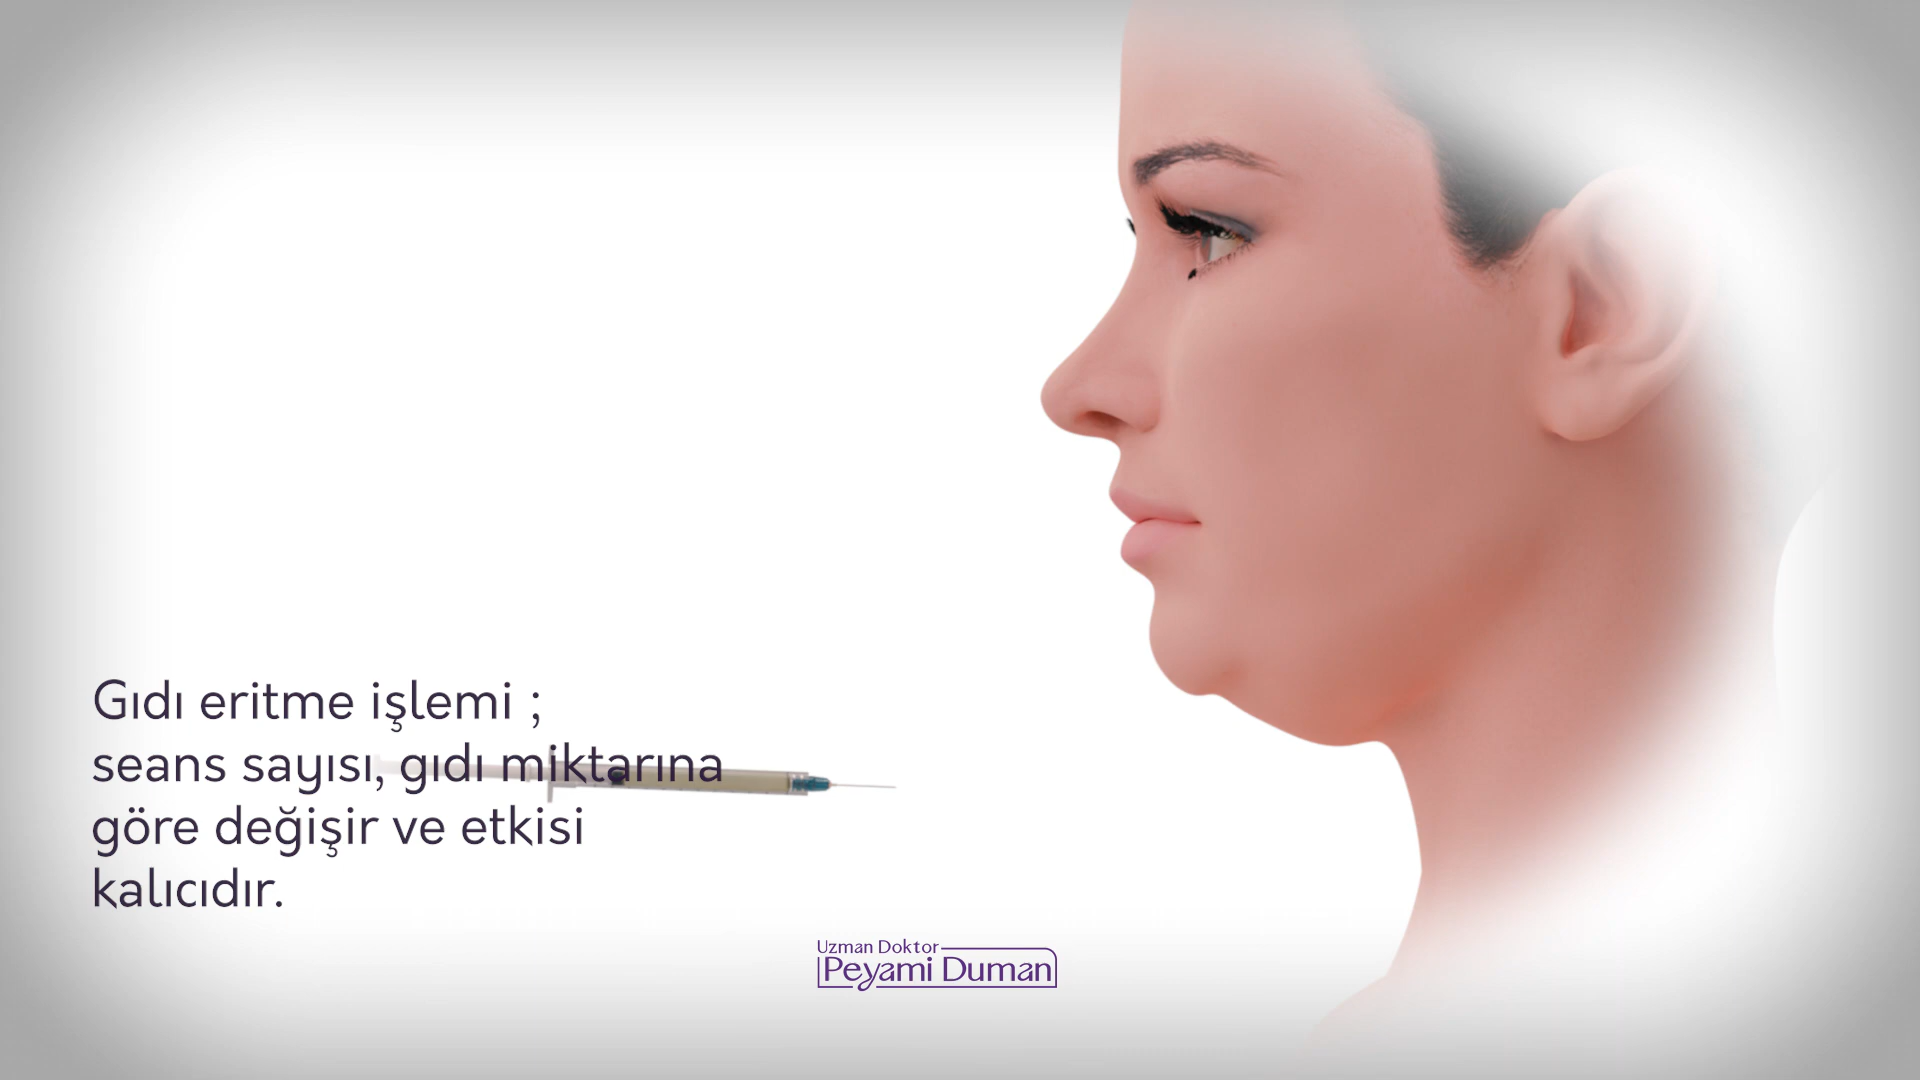 Gıdı eritme işlemi ;
seans sayısı, gıdı miktarına
göre değişir ve etkisi
kalıcıdır.
Uzman Doktor
Peyami Duman